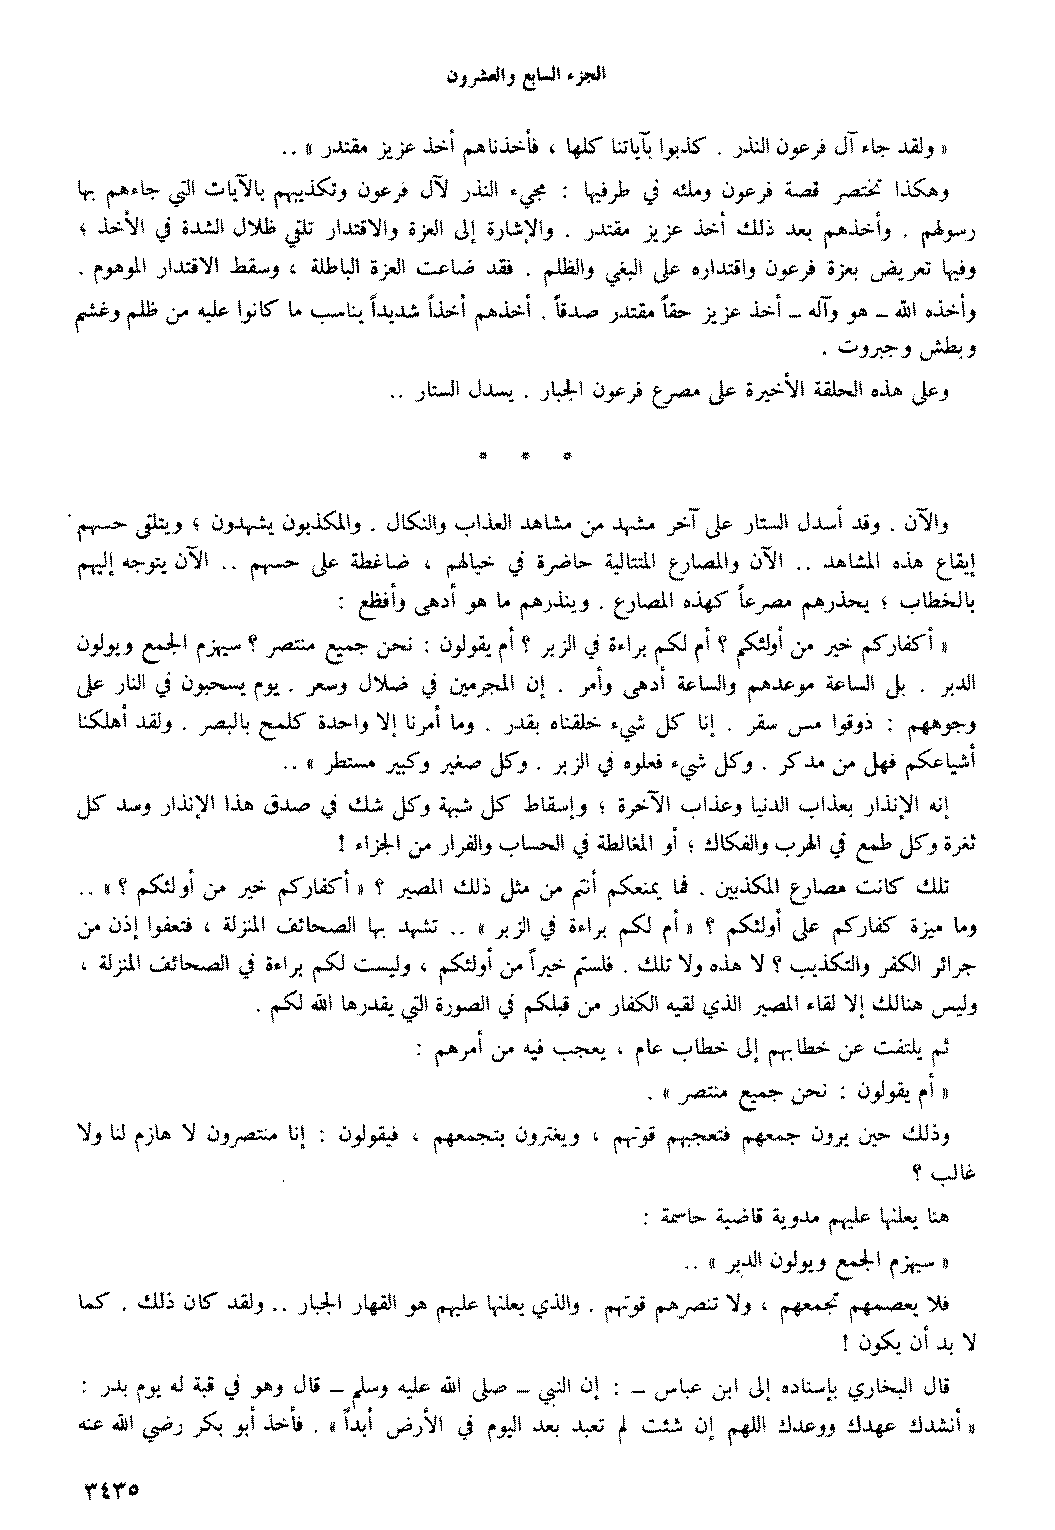 الجزء السابع والعشرون
« ولقد جاء آل فرعون النذر . كذبوا بآياتنا كلها ، فأخذناهم أخذ عزيز مقتدر » ..
وهكذا تختصر قصة فرعون وملئه في طرفيها : مجيء النذر لآل فرعون وتكذيبهم بالآيات التي جاءهم بها
رسولهم . وأخذهم بعد ذلك أخذ عزيز مقتدر . والإشارة إلى العزة والاقتدار تلقي ظلال الشدة في الأخذ ؛
وفيها تعريض بعزة فرعون واقتداره على البغي والظلم . فقد ضاعت العزة الباطلة ، وسقط الاقتدار الموهوم .
وأخذه الله – هو وآله – أخذ عزيز حقاً مقتدر صدقاً . أخذهم أخذاً شديداً يناسب ما كانوا عليه من ظلم وغشم
وبطش وجبروت .
وعلى هذه الحلقة الأخيرة على مصرع فرعون الجبار . يسدل الستار ..
* * *
والآن . وقد أسدل الستار على آخر مشهد من مشاهد العذاب والنكال . والمكذبون يشهدون ؛ ويتلقى حسهم
إيقاع هذه المشاهد .. الآن والمصارع المتتالية حاضرة في خيالهم ، ضاغطة على حسهم .. الآن يتوجه إليهم
بالخطاب ؛ يحذرهم مصرعاً كهذه المصارع . وينذرهم ما هو أدهى وأفظع :
« أكفاركم خير من أولئكم ؟ أم لكم براءة في الزبر ؟ أم يقولون : نحن جميع منتصر ؟ سيهزم الجمع ويولون
الدبر . بل الساعة موعدهم والساعة أدهى وأمر . إن المجرمين في ضلال وسعر . يوم يسحبون في النار على
وجوههم : ذوقوا مس سقر . إنا كل شيء خلقناه بقدر . وما أمرنا إلا واحدة كلمح بالبصر . ولقد أهلكنا
أشياعكم فهل من مدكر . وكل شيء فعلوه في الزبر . وكل صغير وكبير مستطر » ..
إنه الإنذار بعذاب الدنيا وعذاب الآخرة ؛ وإسقاط كل شبهة وكل شك في صدق هذا الإنذار وسد كل
ثغرة وكل طمع في الهرب والفكاك ؛ أو المغالطة في الحساب والفرار من الجزاء !
تلك كانت مصارع المكذبين . فما يمنعكم أنتم من مثل ذلك المصير ؟ « أكفاركم خير من أولئكم ؟ » ..
وما ميزة كفاركم على أولئكم ؟ « أم لكم براءة في الزبر » .. تشهد بها الصحائف المنزلة ، فتعفوا إذن من
جرائر الكفر والتكذيب ؟ لا هذه ولا تلك . فلستم خيراً من أولئكم ، وليست لكم براءة في الصحائف المنزلة ،
وليس هنالك إلا لقاء المصير الذي لقيه الكفار من قبلكم في الصورة التي يقدرها الله لكم .
ثم يلتفت عن خطابهم إلى خطاب عام ، يعجب فيه من أمرهم :
« أم يقولون : نحن جميع منتصر » .
وذلك حين يرون جمعهم فتعجبهم قوتهم ، ويغترون بتجمعهم ، فيقولون : إنا منتصرون لا هازم لنا ولا
غالب ؟
هنا يعلنها عليهم مدوية قاضية حاسمة :
« سيهزم الجمع ويولون الدبر » ..
فلا يعصمهم تجمعهم ، ولا تنصرهم قوتهم . والذي يعلنها عليهم هو القهار الجبار .. ولقد كان ذلك . كما
لا بد أن يكون !
قال البخاري بإسناده إلى ابن عباس – : إن النبي – صلى الله عليه وسلم – قال وهو في قبة له يوم بدر :
« أنشدك عهدك ووعدك اللهم إن شئت لم تعبد بعد اليوم في الأرض أبداً » . فأخذ أبو بكر رضي الله عنه
٣٤٣٥